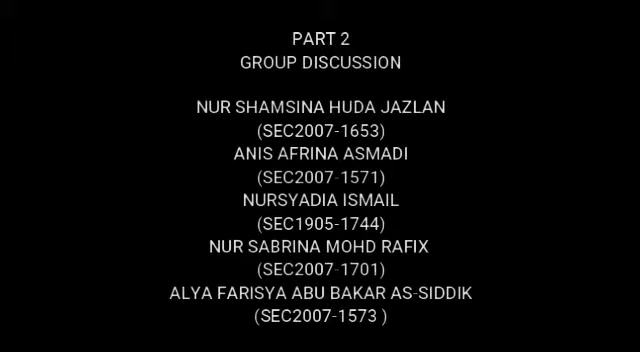 PART 2
GROUP DISCUSSION
NUR SHAMSINA HUDA JAZLAN
(SEC2007-1653)
ANIS AFRINA ASMADI
(SEC2007-1571)
NURSYADIA ISMAIL
(SEC1905-1744)
NUR SABRINA MOHD RAFIX
(SEC2007-1701)
ALYA FARISYA ABU BAKAR AS-SIDDIK
(SEC2007-1573 )